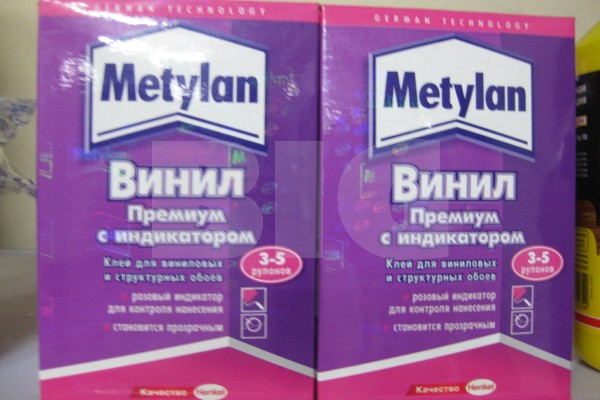 GERMAN TECHNOLOGY
Metylan
Винил
Премиум
с индикатором
Клей для виниловых
и структурных обоев
3-5
рулонов
розовый индикатор
для контроля нанесения
становится прозрачным
Качество Henkel
GERMAN TECHNOLOGY
Metylan
Винил
Премиум
с индикатором
Клей для виниловых
и структурных обоев
3-5
рулонов
розовый индикатор
для контроля нанесения
становится прозрачным
Качество Henkel